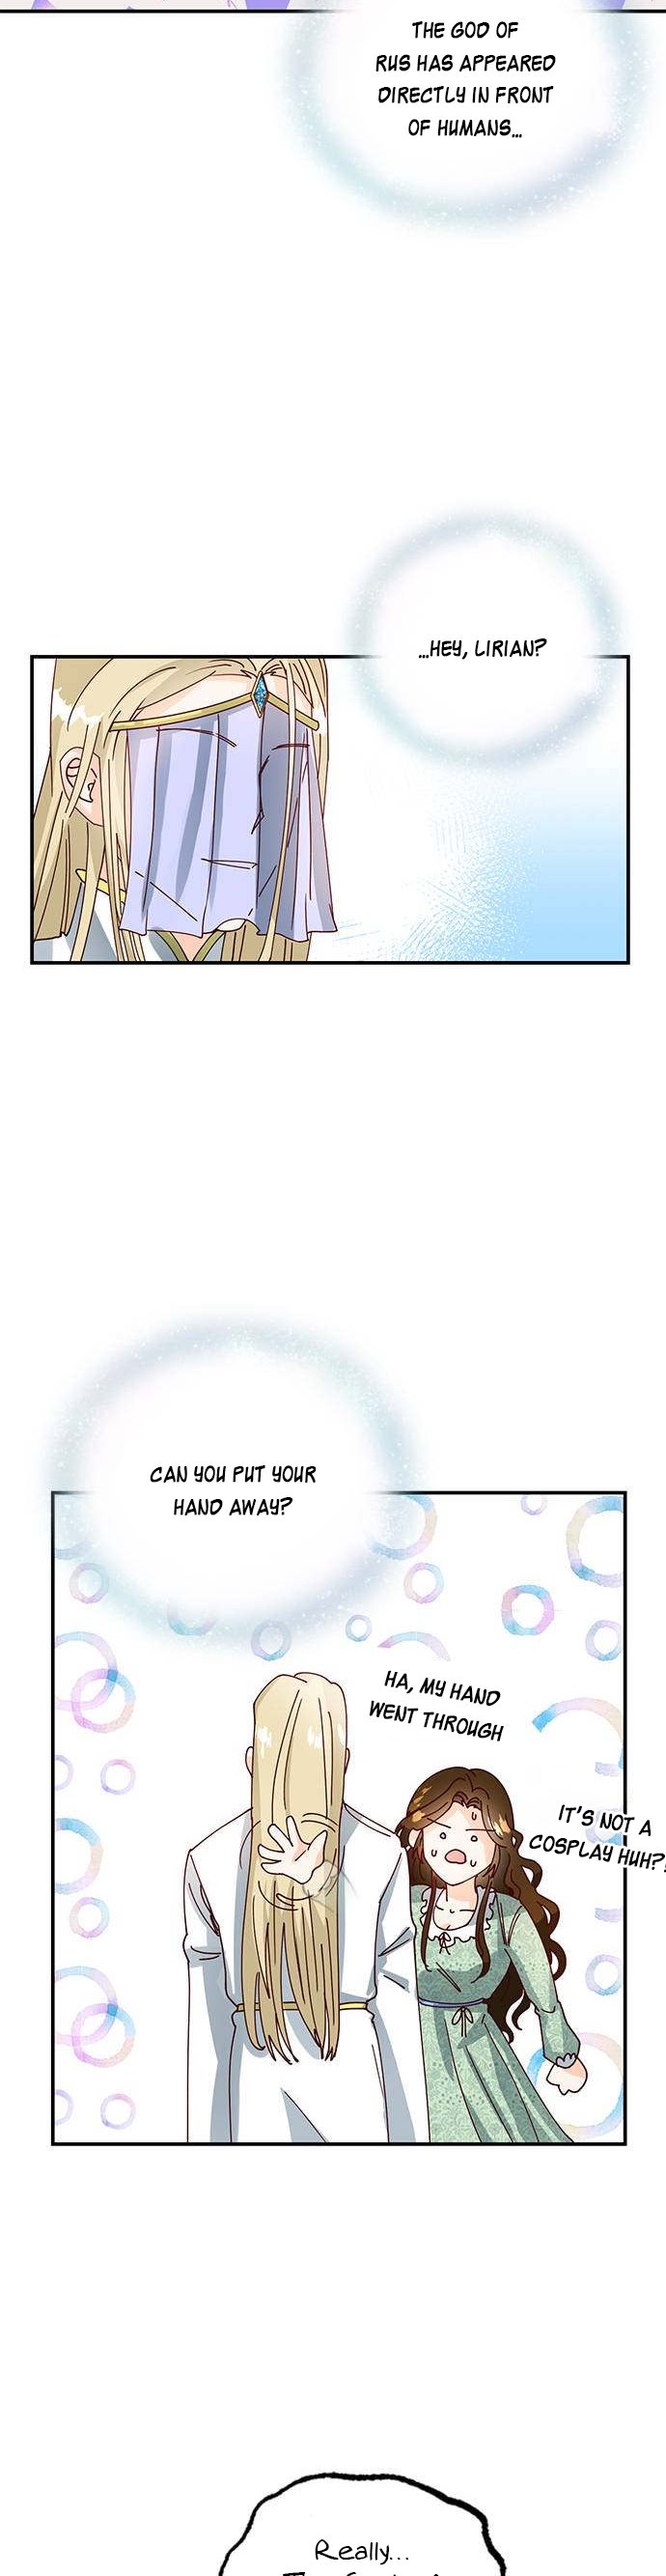 THE GOD OF
RUS HAS APPEARED
DIRECTLY IN FRONT
OF HUMANS...
...HEY, LIRIAN?
CAN YOU PUT YOUR
HAND AWAY?
HA, MY HAND
WENT THROUGH
IT'S NOT A
COSPLAY HUH?
Really...